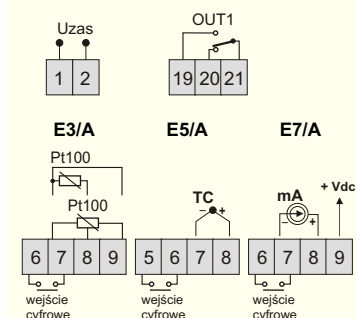 Uzas OUT1
1 2 19 20 21
E3/A E5/A E7/A
Pt100
Pt100 TC mA + Vdc
– + – +
6 7 8 9 5 6 7 8 6 7 8 9
wejście wejście wejście
cyfrowe cyfrowe cyfrowe